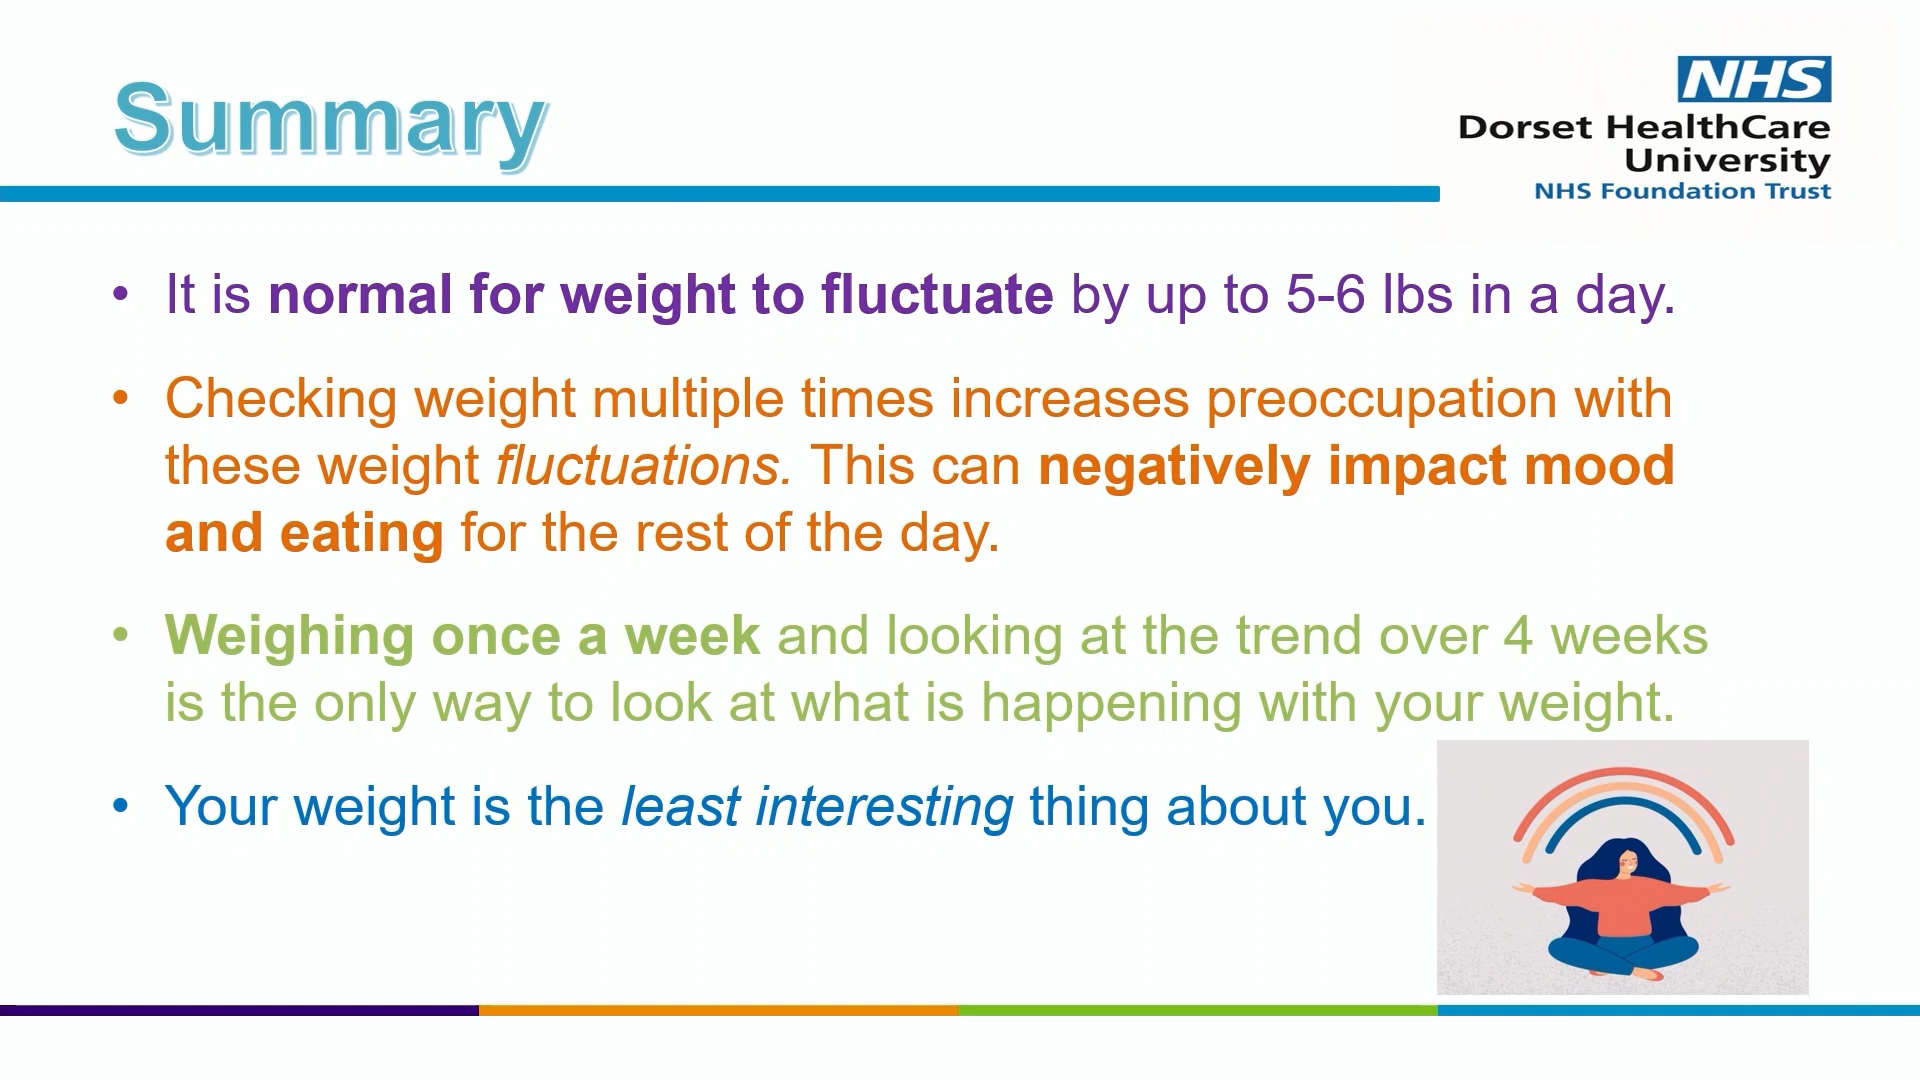 Summary
NHS
Dorset HealthCare
University
NHS Foundation Trust
• It is normal for weight to fluctuate by up to 5-6 lbs in a day.
• Checking weight multiple times increases preoccupation with
these weight fluctuations. This can negatively impact mood
and eating for the rest of the day.
• Weighing once a week and looking at the trend over 4 weeks
is the only way to look at what is happening with your weight.
• Your weight is the least interesting thing about you.